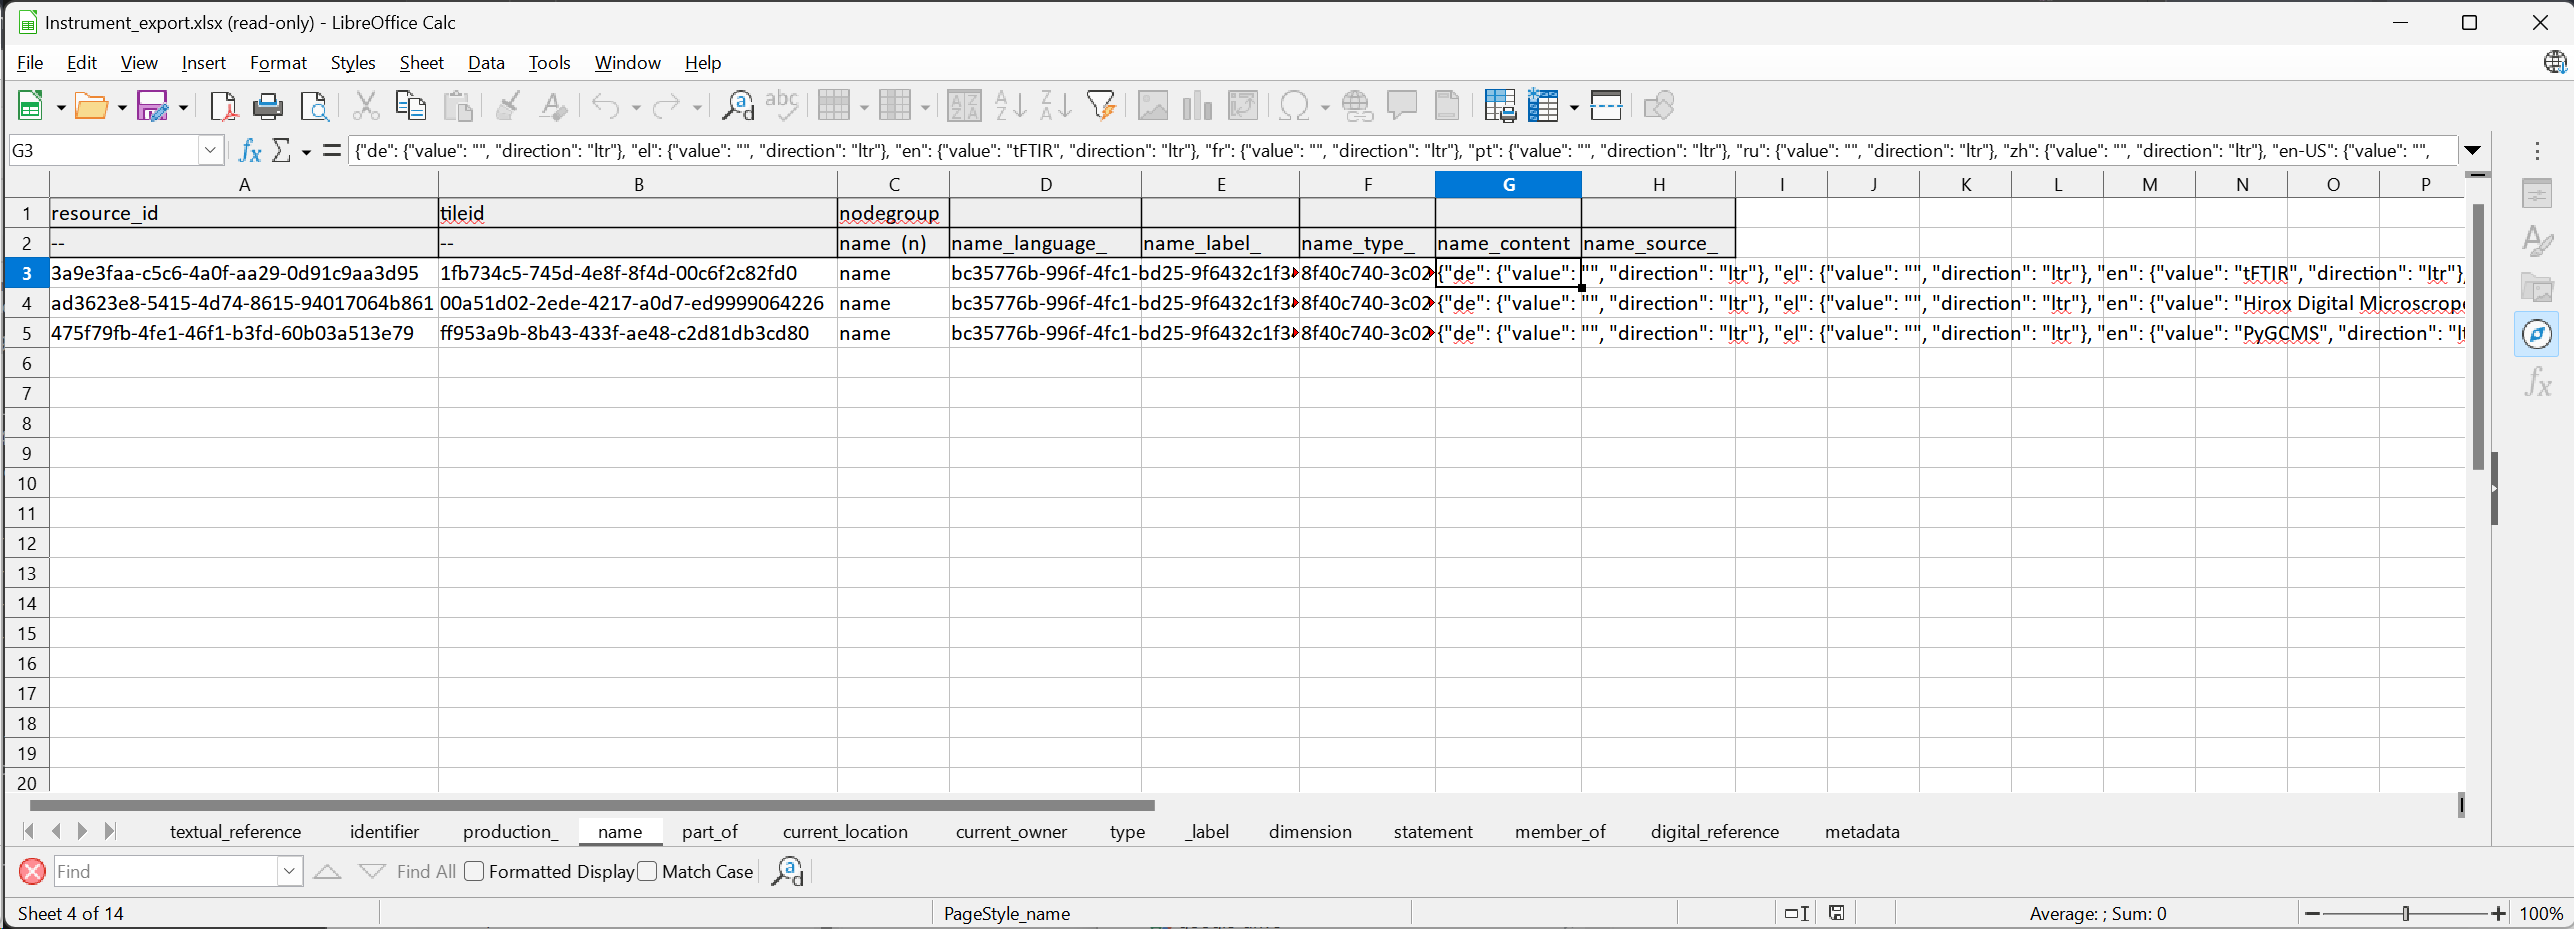 Instrument_export.xlsx (read-only) - LibreOffice Calc
File Edit View Insert Format Styles Sheet Data Tools Window Help
G3 {"de": {"value": "", "direction": "ltr"}, "el": {"value": "", "direction": "ltr"}, "en": {"value": "tFTIR", "direction": "ltr"}, "fr": {"value": "", "direction": "ltr"}, "pt": {"value": "", "direction": "ltr"}, "ru": {"value": "", "direction": "ltr"}, "zh": {"value": "", "direction": "ltr"}, "en-US": {"value": "",
A B C D E F G H I J K L M N O P
1 resource_id tileid nodegroup
2 -- -- name (n) name_language_ name_label_ name_type_ name_content name_source_
3 3a9e3faa-c5c6-4a0f-aa29-0d91c9aa3d95 1fb734c5-745d-4e8f-8f4d-00c6f2c82fd0 name bc35776b-996f-4fc1-bd25-9f6432c1f3 8f40c740-3c02 {"de": {"value": "", "direction": "ltr"}, "el": {"value": "", "direction": "ltr"}, "en": {"value": "tFTIR", "direction": "ltr"},
4 ad3623e8-5415-4d74-8615-94017064b861 00a51d02-2ede-4217-a0d7-ed9999064226 name bc35776b-996f-4fc1-bd25-9f6432c1f3 8f40c740-3c02 {"de": {"value": "", "direction": "ltr"}, "el": {"value": "", "direction": "ltr"}, "en": {"value": "Hirox Digital Microscrope
5 475f79fb-4fe1-46f1-b3fd-60b03a513e79 ff953a9b-8b43-433f-ae48-c2d81db3cd80 name bc35776b-996f-4fc1-bd25-9f6432c1f3 8f40c740-3c02 {"de": {"value": "", "direction": "ltr"}, "el": {"value": "", "direction": "ltr"}, "en": {"value": "PyGCMS", "direction": "lt
6
7
8
9
10
11
12
13
14
15
16
17
18
19
20
textual_reference identifier production_ name part_of current_location current_owner type _label dimension statement member_of digital_reference metadata
Find Find All Formatted Display Match Case
Sheet 4 of 14 PageStyle_name Average: ; Sum: 0 100%